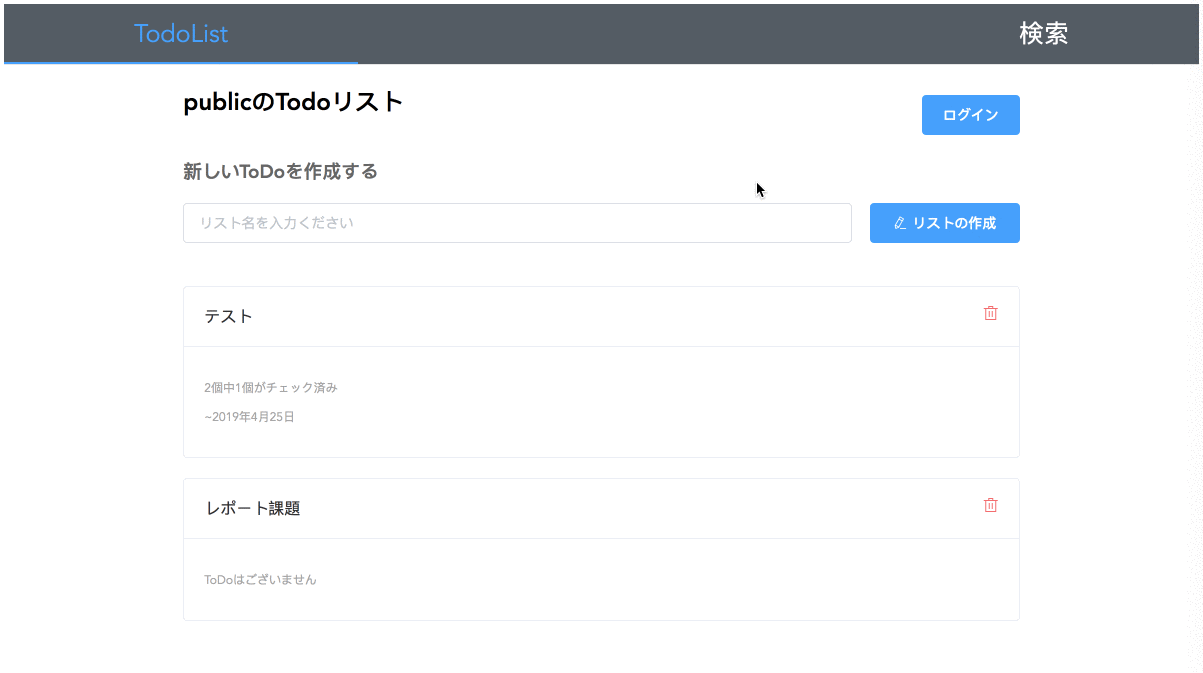 TodoList
検索
publicのTodoリスト
ログイン
新しいToDoを作成する
リスト名を入力ください
リストの作成
テスト
2個中1個がチェック済み
~2019年4月25日
レポート課題
ToDoはございません